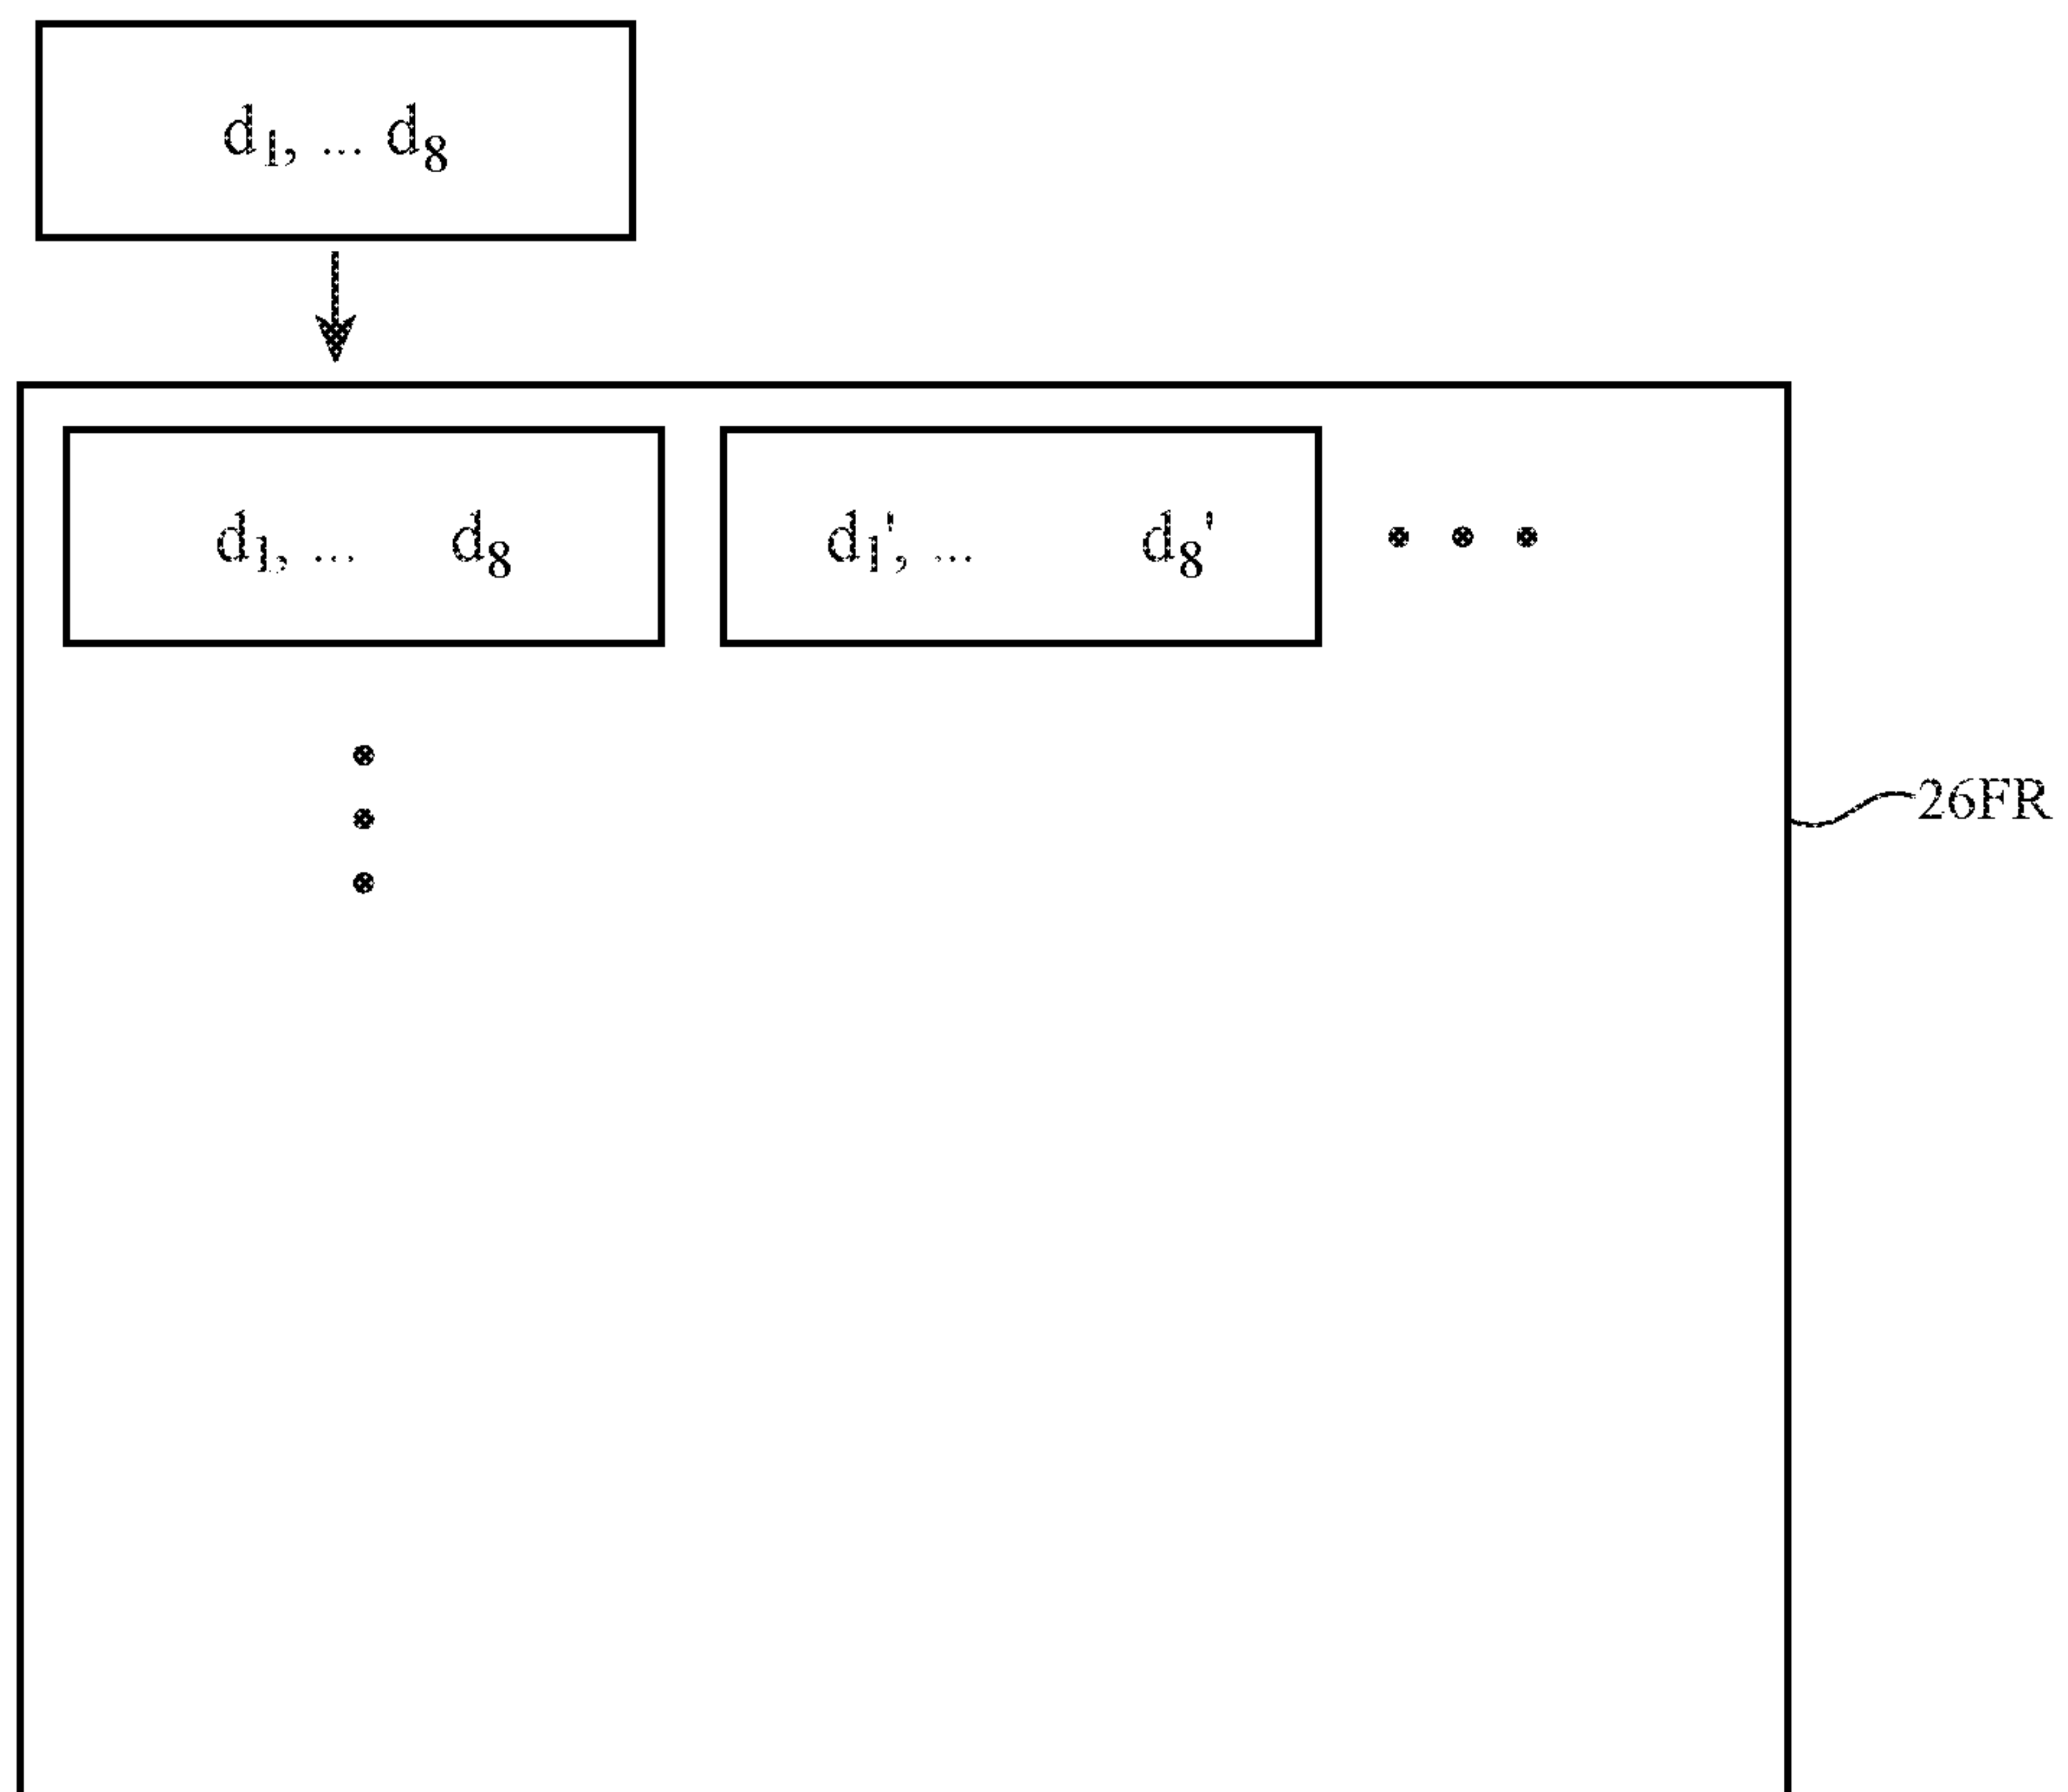 d₁, ... d₈
d₁, ... d₈ d₁', ... d₈' • • •
26FR